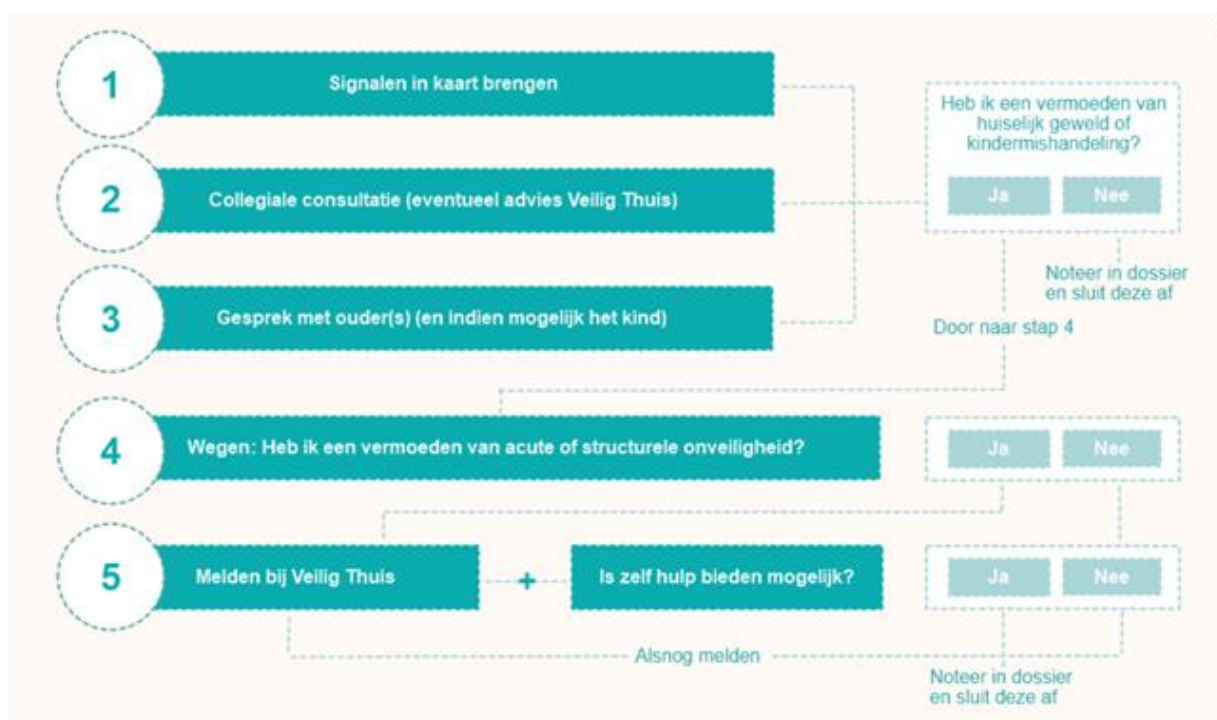 1
Signalen in kaart brengen
Heb ik een vermoeden van
huiselijk geweld of
kindermishandeling?
Ja
Nee
2
Collegiale consultatie (eventueel advies Veilig Thuis)
Noteer in dossier
en sluit deze af
3
Gesprek met ouder(s) (en indien mogelijk het kind)
Door naar stap 4
4
Wegen: Heb ik een vermoeden van acute of structurele onveiligheid?
Ja
Nee
5
Melden bij Veilig Thuis
+
Is zelf hulp bieden mogelijk?
Ja
Nee
Alsnog melden
Noteer in dossier
en sluit deze af